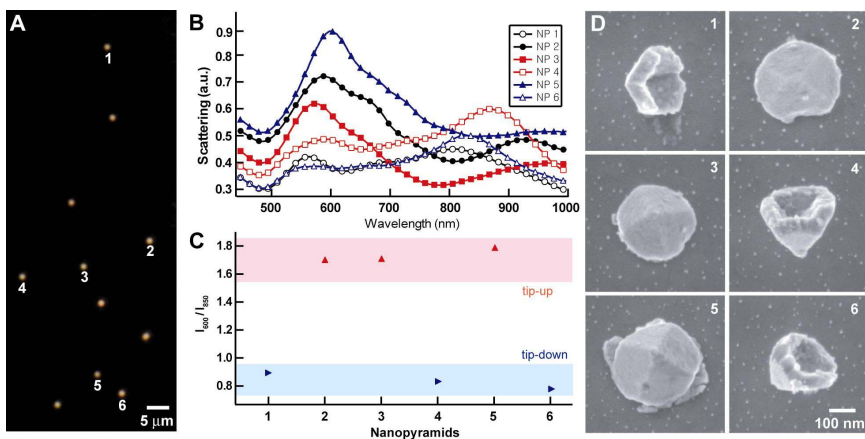 A
1
2
3
4
5
6
5 μm
B
Scattering (a.u.)
0.9
0.8
0.7
0.6
0.5
0.4
0.3
NP 1
NP 2
NP 3
NP 4
NP 5
NP 6
500 600 700 800 900 1000
Wavelength (nm)
C
I600 / I850
1.8
1.6
1.4
1.2
1.0
0.8
tip-up
tip-down
1 2 3 4 5 6
Nanopyramids
D
1
2
3
4
5
6
100 nm